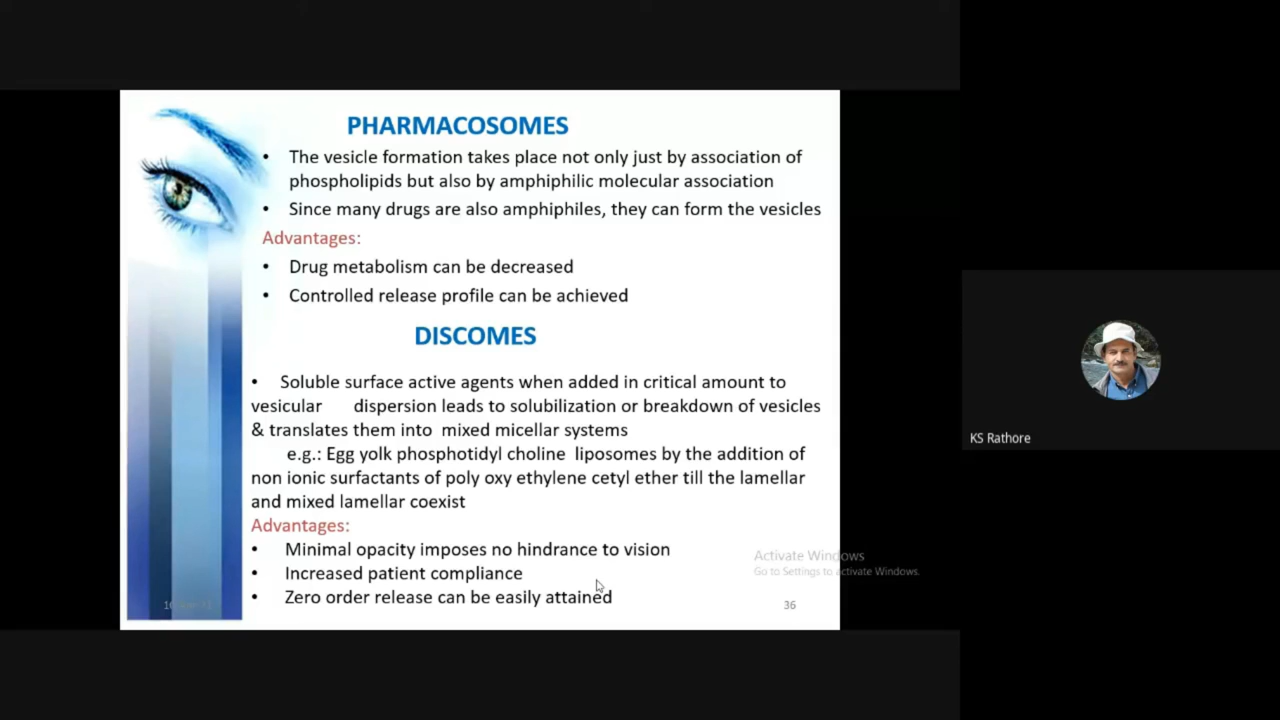 PHARMACOSOMES
• The vesicle formation takes place not only just by association of
phospholipids but also by amphiphilic molecular association
• Since many drugs are also amphiphiles, they can form the vesicles
Advantages:
• Drug metabolism can be decreased
• Controlled release profile can be achieved
DISCOMES
• Soluble surface active agents when added in critical amount to
vesicular dispersion leads to solubilization or breakdown of vesicles
& translates them into mixed micellar systems
e.g.: Egg yolk phosphotidyl choline liposomes by the addition of
non ionic surfactants of poly oxy ethylene cetyl ether till the lamellar
and mixed lamellar coexist
Advantages:
• Minimal opacity imposes no hindrance to vision
• Increased patient compliance
• Zero order release can be easily attained
36
Activate Windows
Go to Settings to activate Windows.
KS Rathore